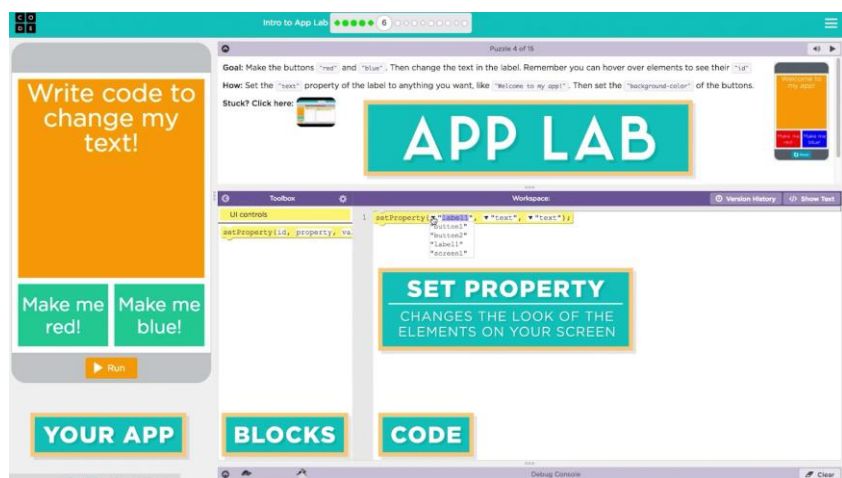 C O
D E
Intro to App Lab
6
Puzzle 4 of 15
Goal: Make the buttons "red" and "blue". Then change the text in the label. Remember you can hover over elements to see their "id"
How: Set the "text" property of the label to anything you want, like "Welcome to my app!". Then set the "background-color" of the buttons.
Stuck? Click here:
Welcome to
my app!
Make me
red!
Make me
blue!
APP LAB
Write code to
change my
text!
Make me
red!
Make me
blue!
Run
YOUR APP
Toolbox
Workspace:
Version History
</> Show Text
UI controls
setProperty(id, property, va
1 setProperty(▼"label1", ▼"text", ▼"text");
"button1"
"button2"
"label1"
"screen1"
SET PROPERTY
CHANGES THE LOOK OF THE
ELEMENTS ON YOUR SCREEN
BLOCKS
CODE
Debug Console
Clear